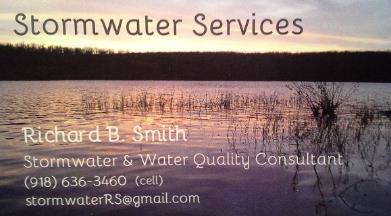 Stormwater Services
Richard B. Smith
Stormwater & Water Quality Consultant
(918) 636-3460 (cell)
stormwaterRS@gmail.com